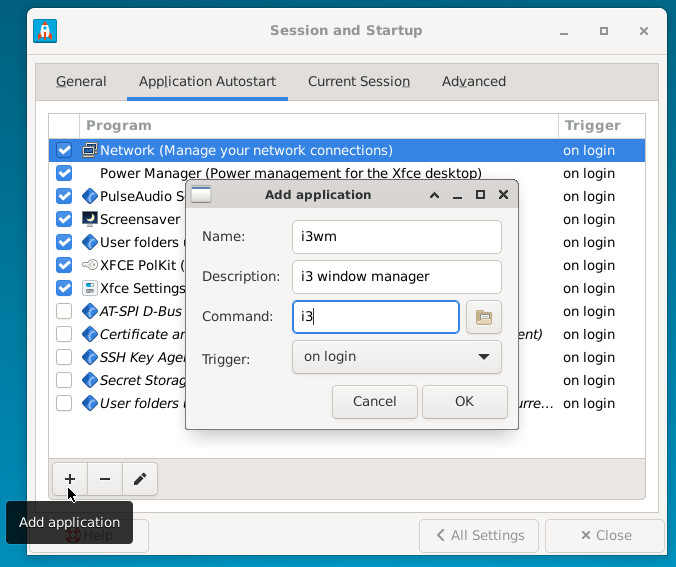 Session and Startup
General Application Autostart Current Session Advanced
Program Trigger
Network (Manage your network connections) on login
Power Manager (Power management for the Xfce desktop) on login
PulseAudio S on login
Add application
Screensaver on login
Name: i3wm
User folders on login
XFCE PolKit ( on login
Description: i3 window manager
Xfce Settings on login
Command: i3
AT-SPI D-Bus on login
Certificate an ent) on login
Trigger: on login
SSH Key Agen on login
Secret Storag on login
Cancel OK
User folders urre... on login
Add application
Help All Settings Close